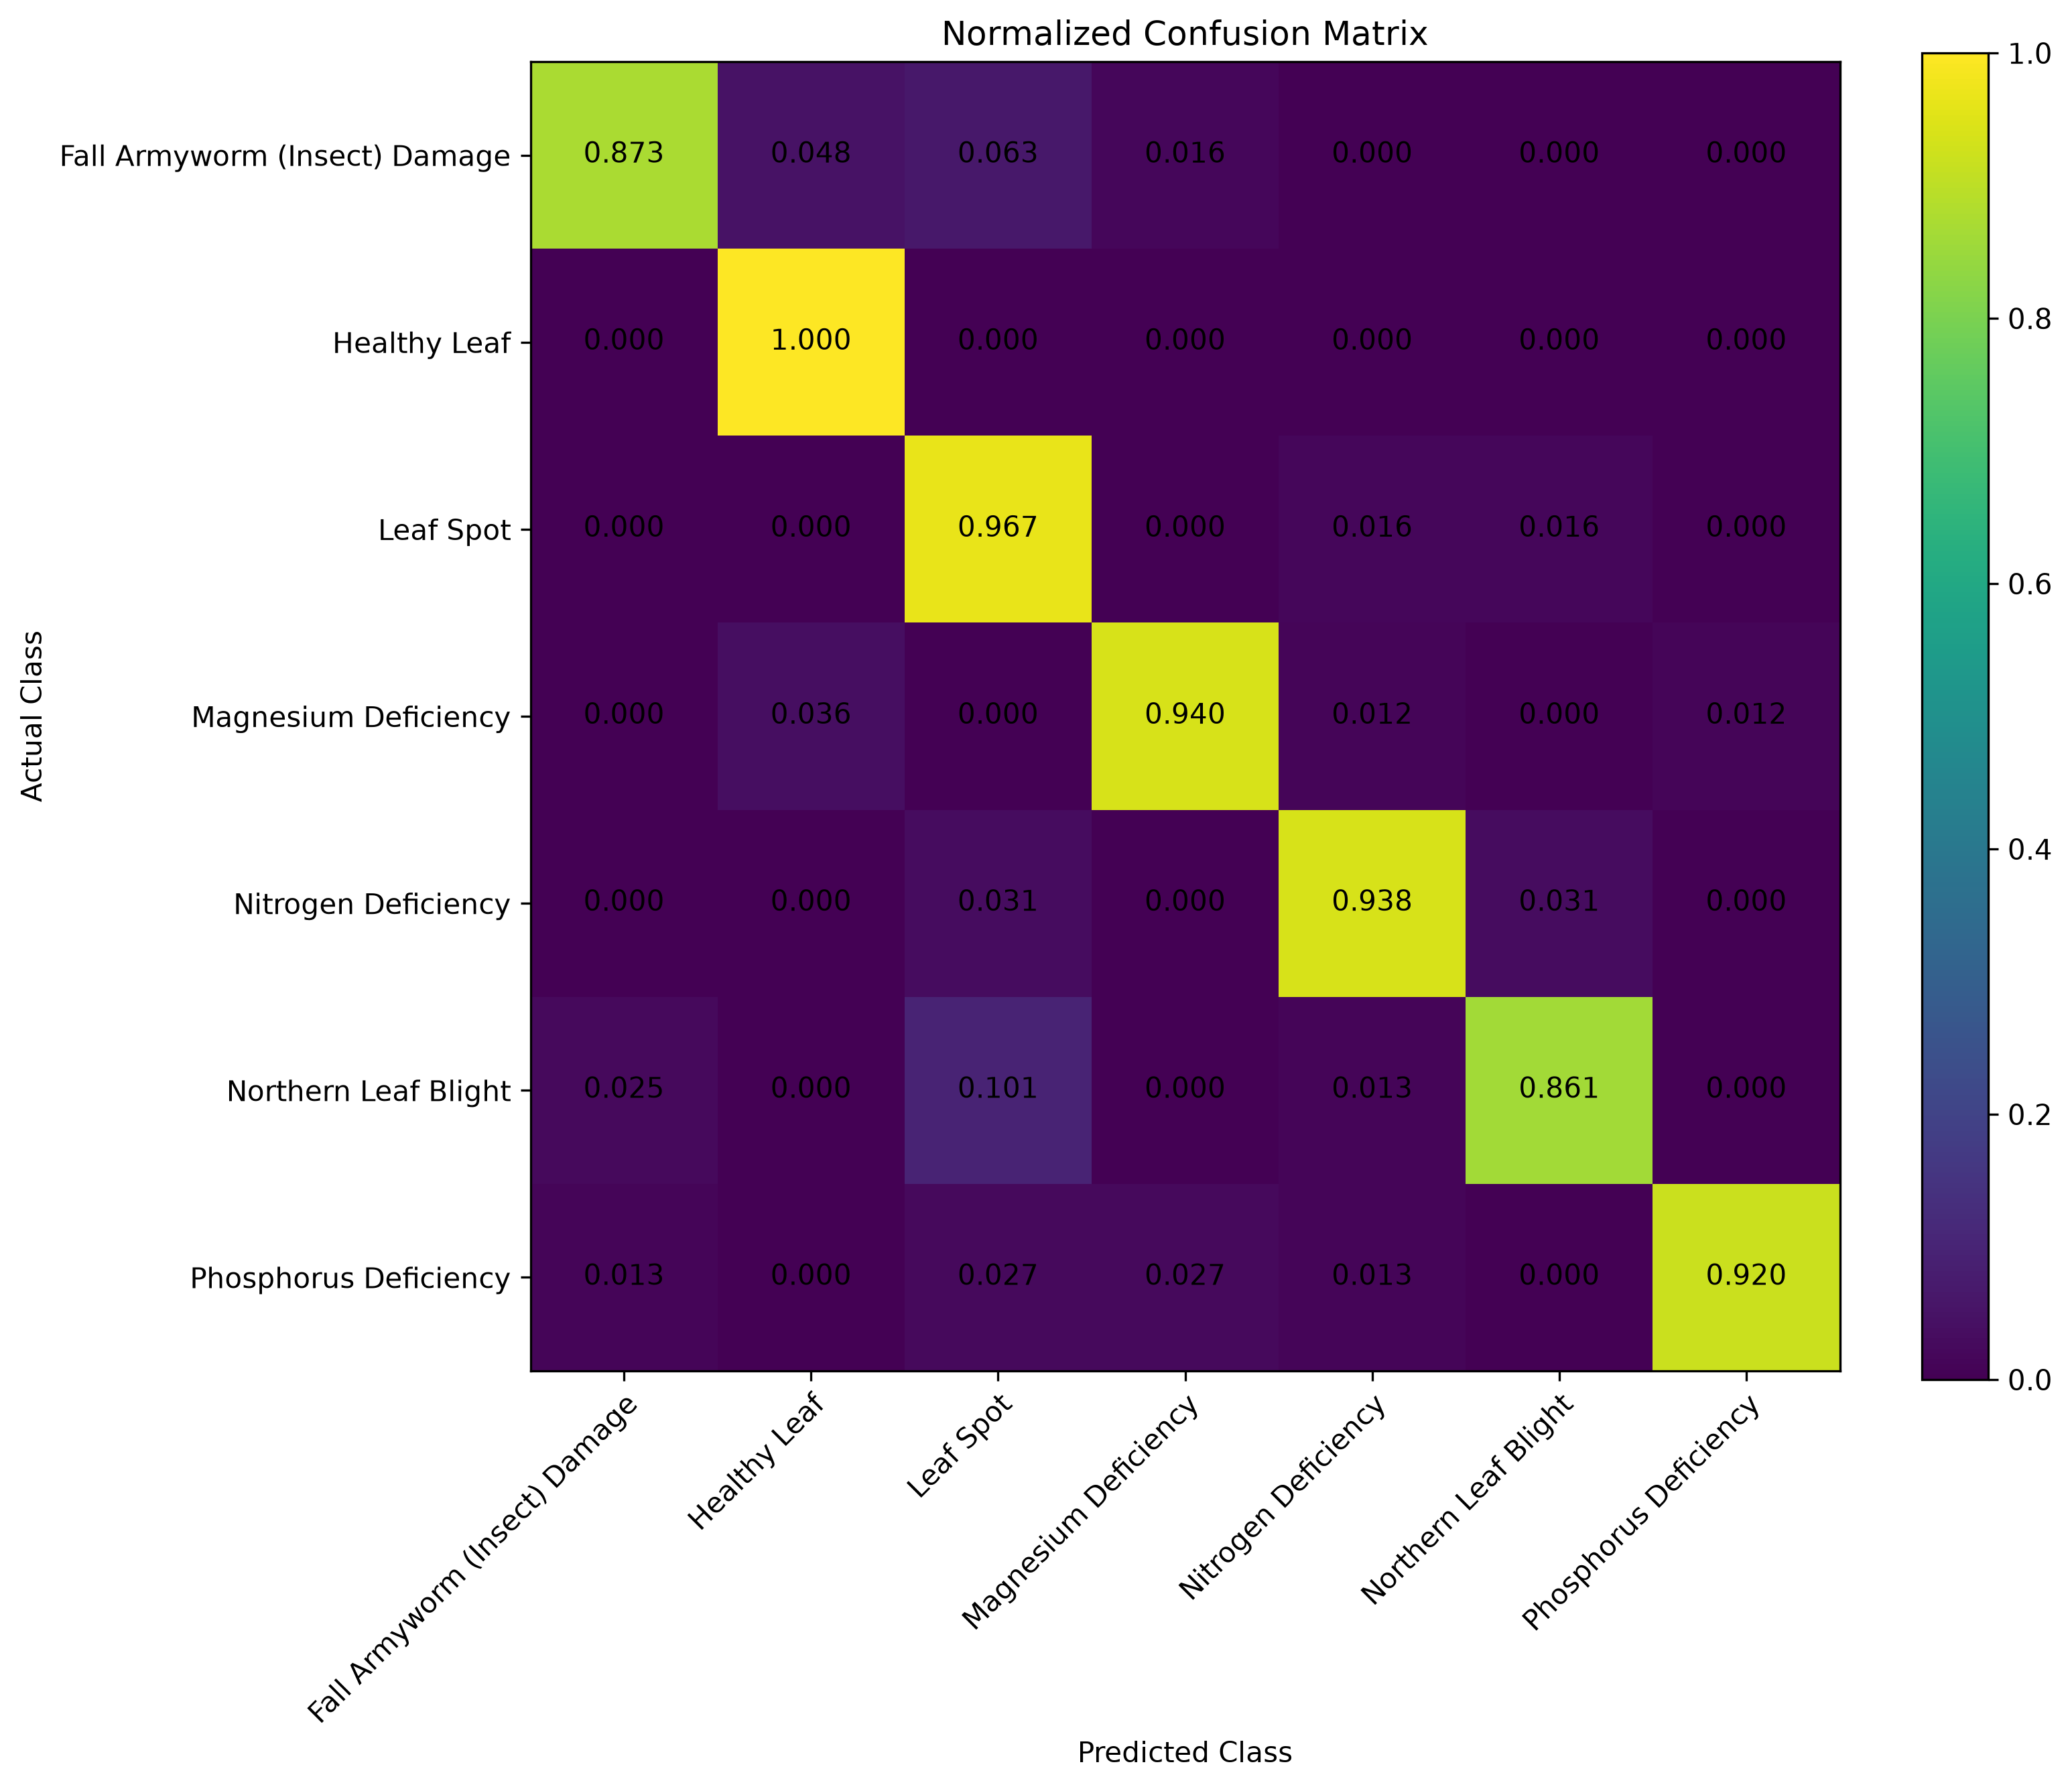 Normalized Confusion Matrix
Fall Armyworm (Insect) Damage 0.873 0.048 0.063 0.016 0.000 0.000 0.000
Healthy Leaf 0.000 1.000 0.000 0.000 0.000 0.000 0.000
Leaf Spot 0.000 0.000 0.967 0.000 0.016 0.016 0.000
Magnesium Deficiency 0.000 0.036 0.000 0.940 0.012 0.000 0.012
Nitrogen Deficiency 0.000 0.000 0.031 0.000 0.938 0.031 0.000
Northern Leaf Blight 0.025 0.000 0.101 0.000 0.013 0.861 0.000
Phosphorus Deficiency 0.013 0.000 0.027 0.027 0.013 0.000 0.920
Actual Class
Fall Armyworm (Insect) Damage
Healthy Leaf
Leaf Spot
Magnesium Deficiency
Nitrogen Deficiency
Northern Leaf Blight
Phosphorus Deficiency
Predicted Class
1.0
0.8
0.6
0.4
0.2
0.0